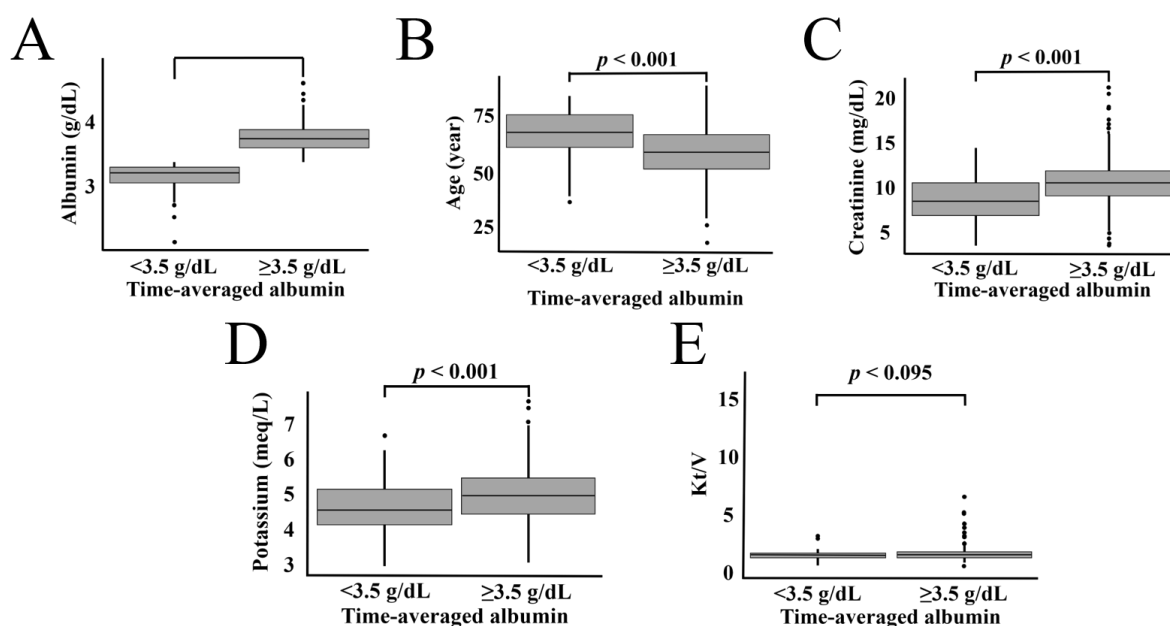 A
Albumin (g/dL)
4
3
<3.5 g/dL
≥3.5 g/dL
Time-averaged albumin
B
p < 0.001
Age (year)
75
50
25
<3.5 g/dL
≥3.5 g/dL
Time-averaged albumin
C
p < 0.001
Creatinine (mg/dL)
20
15
10
5
<3.5 g/dL
≥3.5 g/dL
Time-averaged albumin
D
p < 0.001
Potassium (meq/L)
7
6
5
4
3
<3.5 g/dL
≥3.5 g/dL
Time-averaged albumin
E
p < 0.095
Kt/V
15
10
5
0
<3.5 g/dL
≥3.5 g/dL
Time-averaged albumin